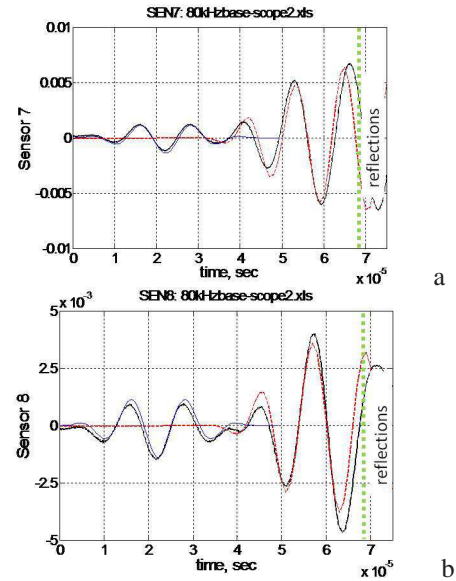 SEN7: 80kHzbase-scope2.xls
0.01
0.005
0
-0.005
-0.01
Sensor 7
reflections
0 1 2 3 4 5 6 7
time, sec
x 10-5
a
SEN8: 80kHzbase-scope2.xls
x 10-3
5
2.5
0
-2.5
-5
Sensor 8
reflections
0 1 2 3 4 5 6 7
time, sec
x 10-5
b